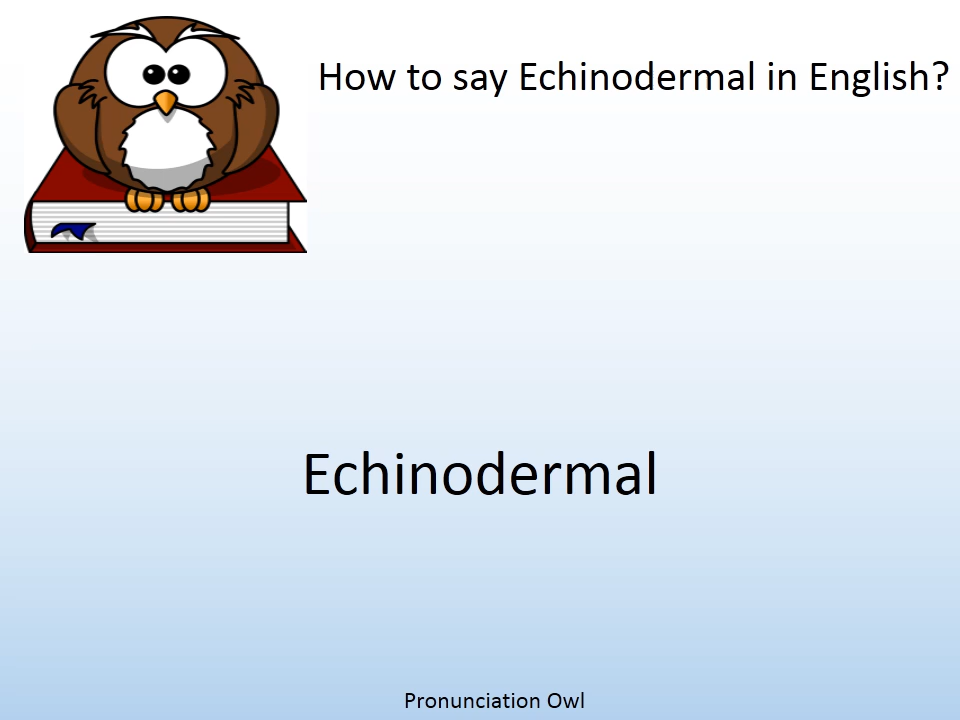 How to say Echinodermal in English?
Echinodermal
Pronunciation Owl